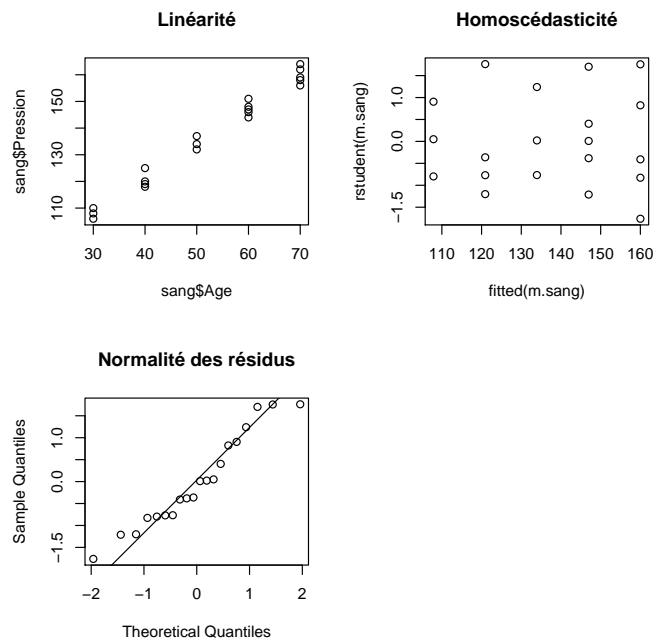 Linéarité
sang$Pression
110 130 150
30 40 50 60 70
sang$Age
Homoscédasticité
rstudent(m.sang)
−1.5 0.0 1.0
110 120 130 140 150 160
fitted(m.sang)
Normalité des résidus
Sample Quantiles
−1.5 0.0 1.0
−2 −1 0 1 2
Theoretical Quantiles